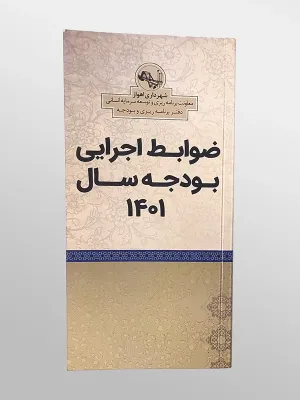 شهرداری اهواز
معاونت برنامه ریزی و توسعه سرمایه انسانی
دفتر برنامه ریزی و بودجه
ضوابط اجرایی
بودجه سال
۱۴۰۱